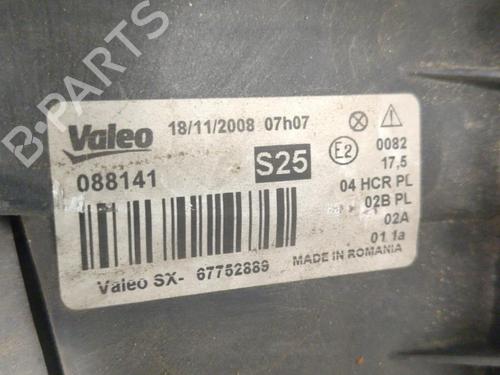 B-PARTS
Valeo 18/11/2008 07h07
088141 S25
E2 0082
17,5
04 HCR PL
02B PL
02A
01 1a
Valeo SX- 67752889 MADE IN ROMANIA